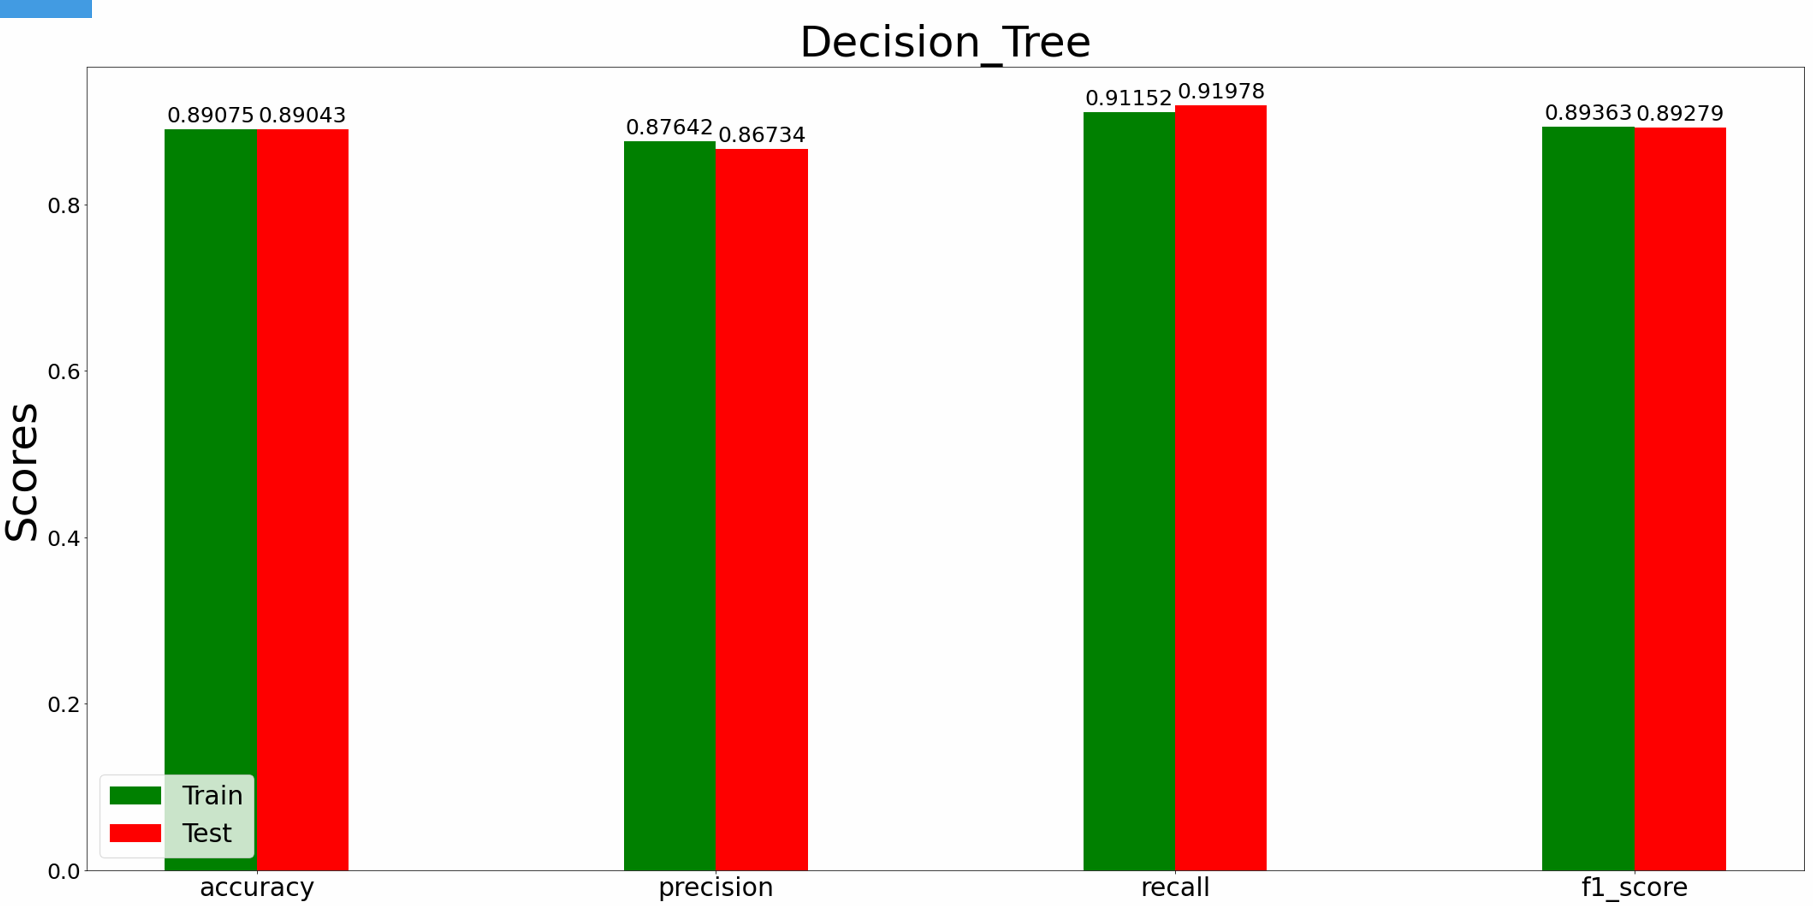 Decision_Tree
0.89075 0.89043
0.87642 0.86734
0.91152 0.91978
0.89363 0.89279
Scores
0.8
0.6
0.4
0.2
0.0
Train
Test
accuracy
precision
recall
f1_score